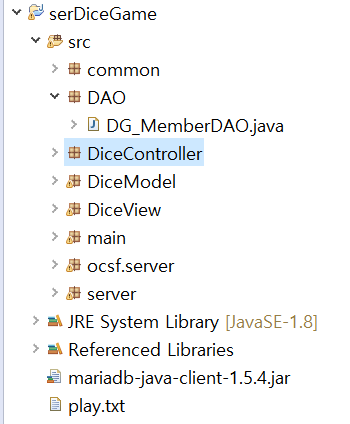 serDiceGame
src
common
DAO
DG_MemberDAO.java
DiceController
DiceModel
DiceView
main
ocsf.server
server
JRE System Library [JavaSE-1.8]
Referenced Libraries
mariadb-java-client-1.5.4.jar
play.txt